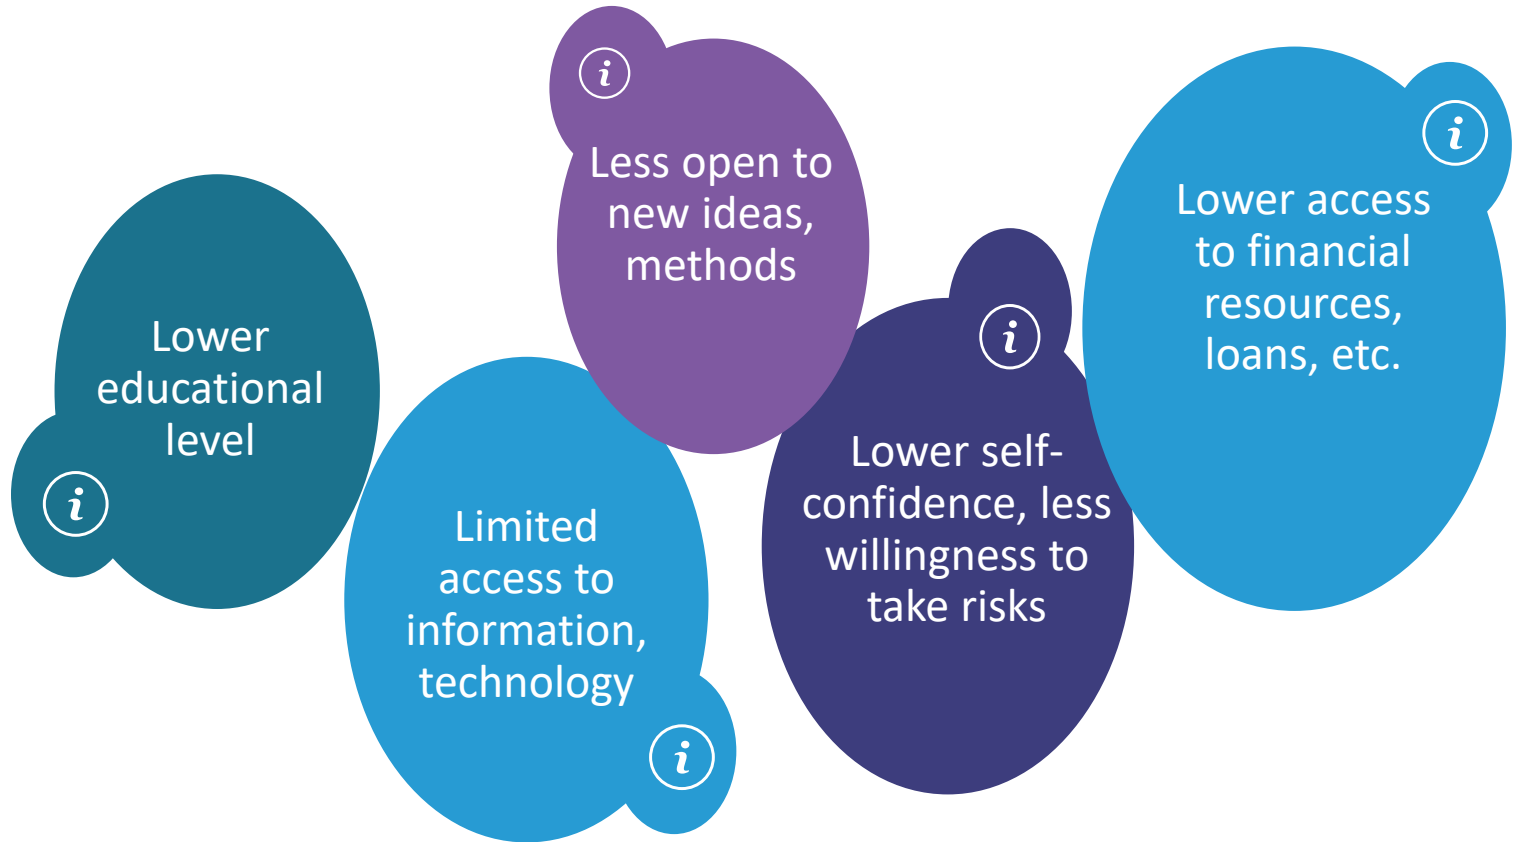 Lower
educational
level
i
Limited
access to
information,
technology
i
i
Less open to
new ideas,
methods
i
Lower self-
confidence, less
willingness to
take risks
i
Lower access
to financial
resources,
loans, etc.